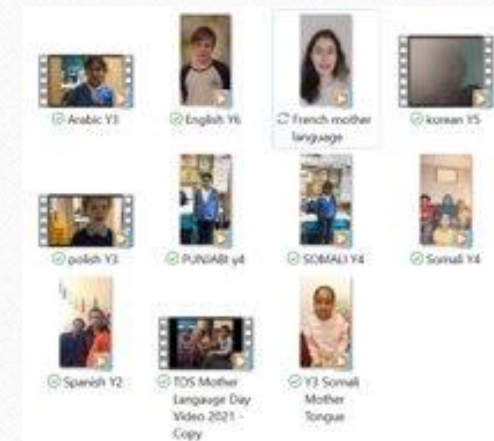 Arabic Y3
English Y6
French mother
language
korean Y5
polish Y3
PUNJABI y4
SOMALI Y4
Somali Y4
Spanish Y2
TDS Mother
Langauge Day
Video 2021 -
Copy
Y3 Somali
Mother
Tongue